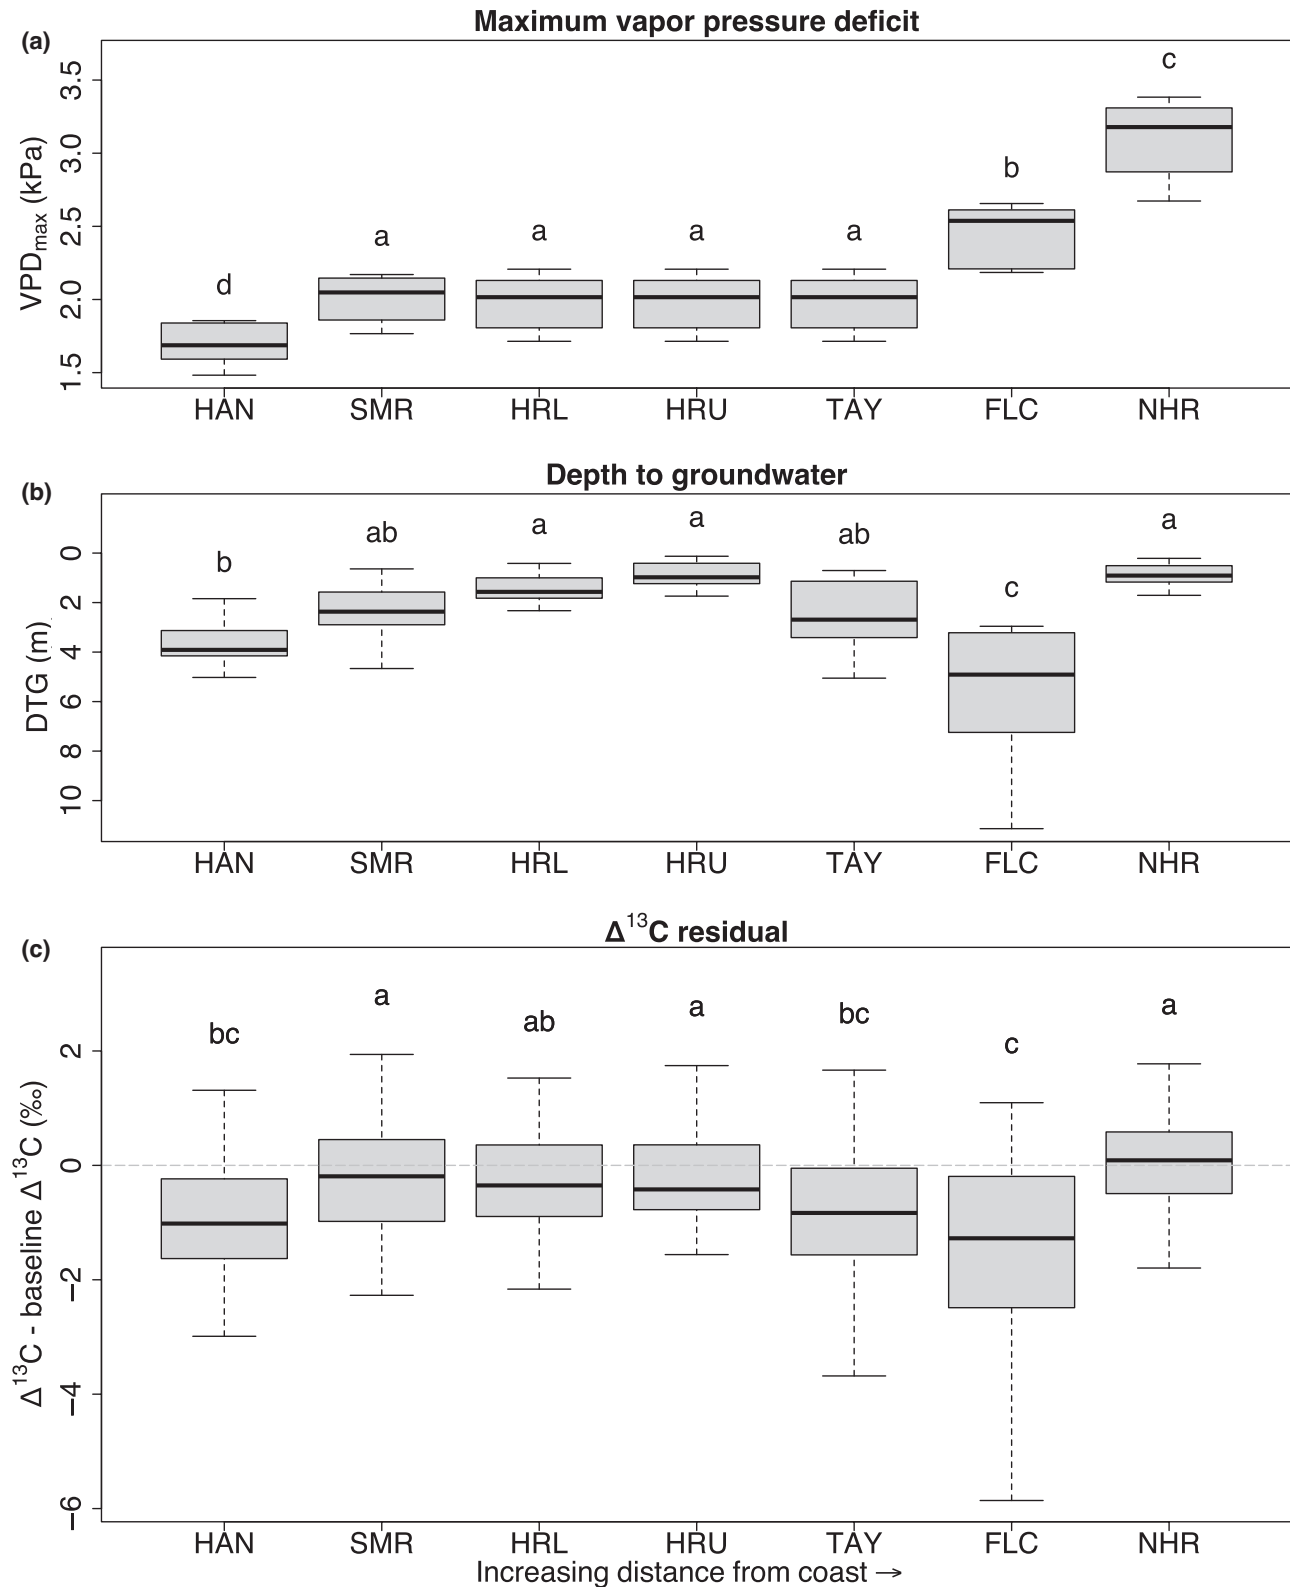 Maximum vapor pressure deficit
(a)
VPDmax (kPa)
3.5
3.0
2.5
2.0
1.5
d
a
a
a
a
b
c
HAN SMR HRL HRU TAY FLC NHR
Depth to groundwater
(b)
DTG (m)
0
2
4
6
8
10
b
ab
a
a
ab
c
a
HAN SMR HRL HRU TAY FLC NHR
Δ¹³C residual
(c)
Δ¹³C - baseline Δ¹³C (‰)
2
0
−2
−4
−6
bc
a
ab
a
bc
c
a
HAN SMR HRL HRU TAY FLC NHR
Increasing distance from coast →